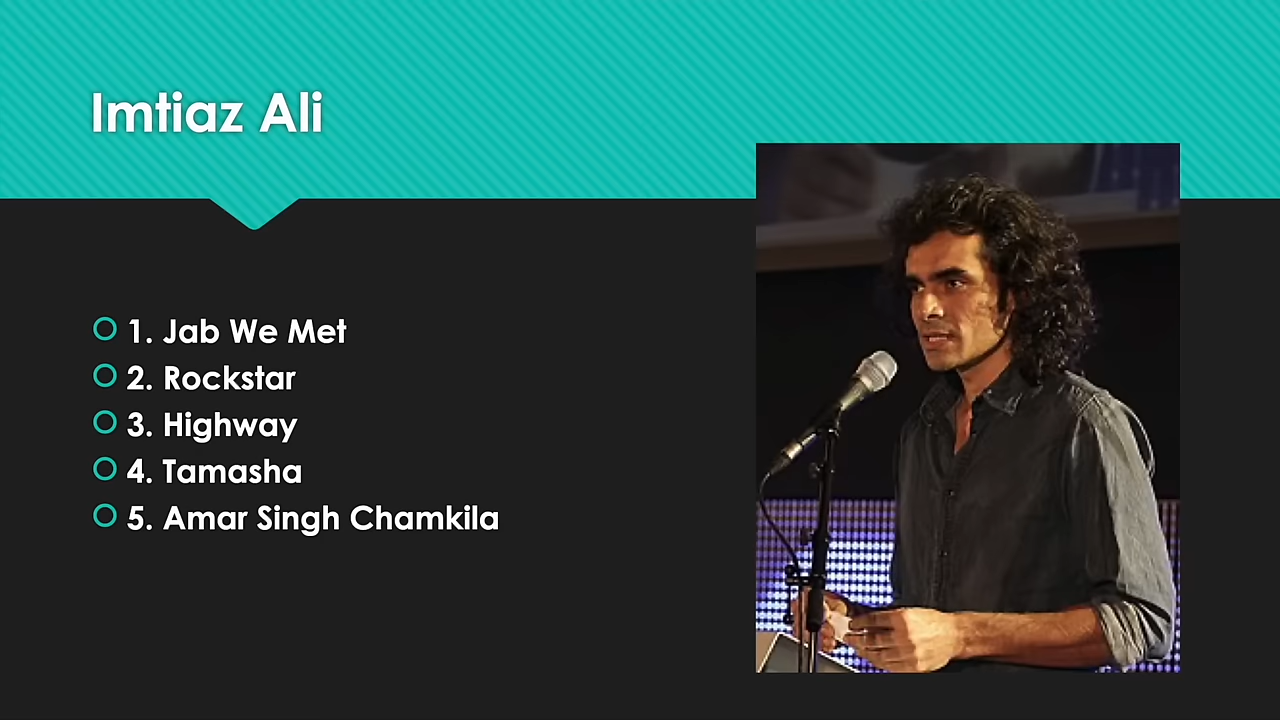 Imtiaz Ali
1. Jab We Met
2. Rockstar
3. Highway
4. Tamasha
5. Amar Singh Chamkila